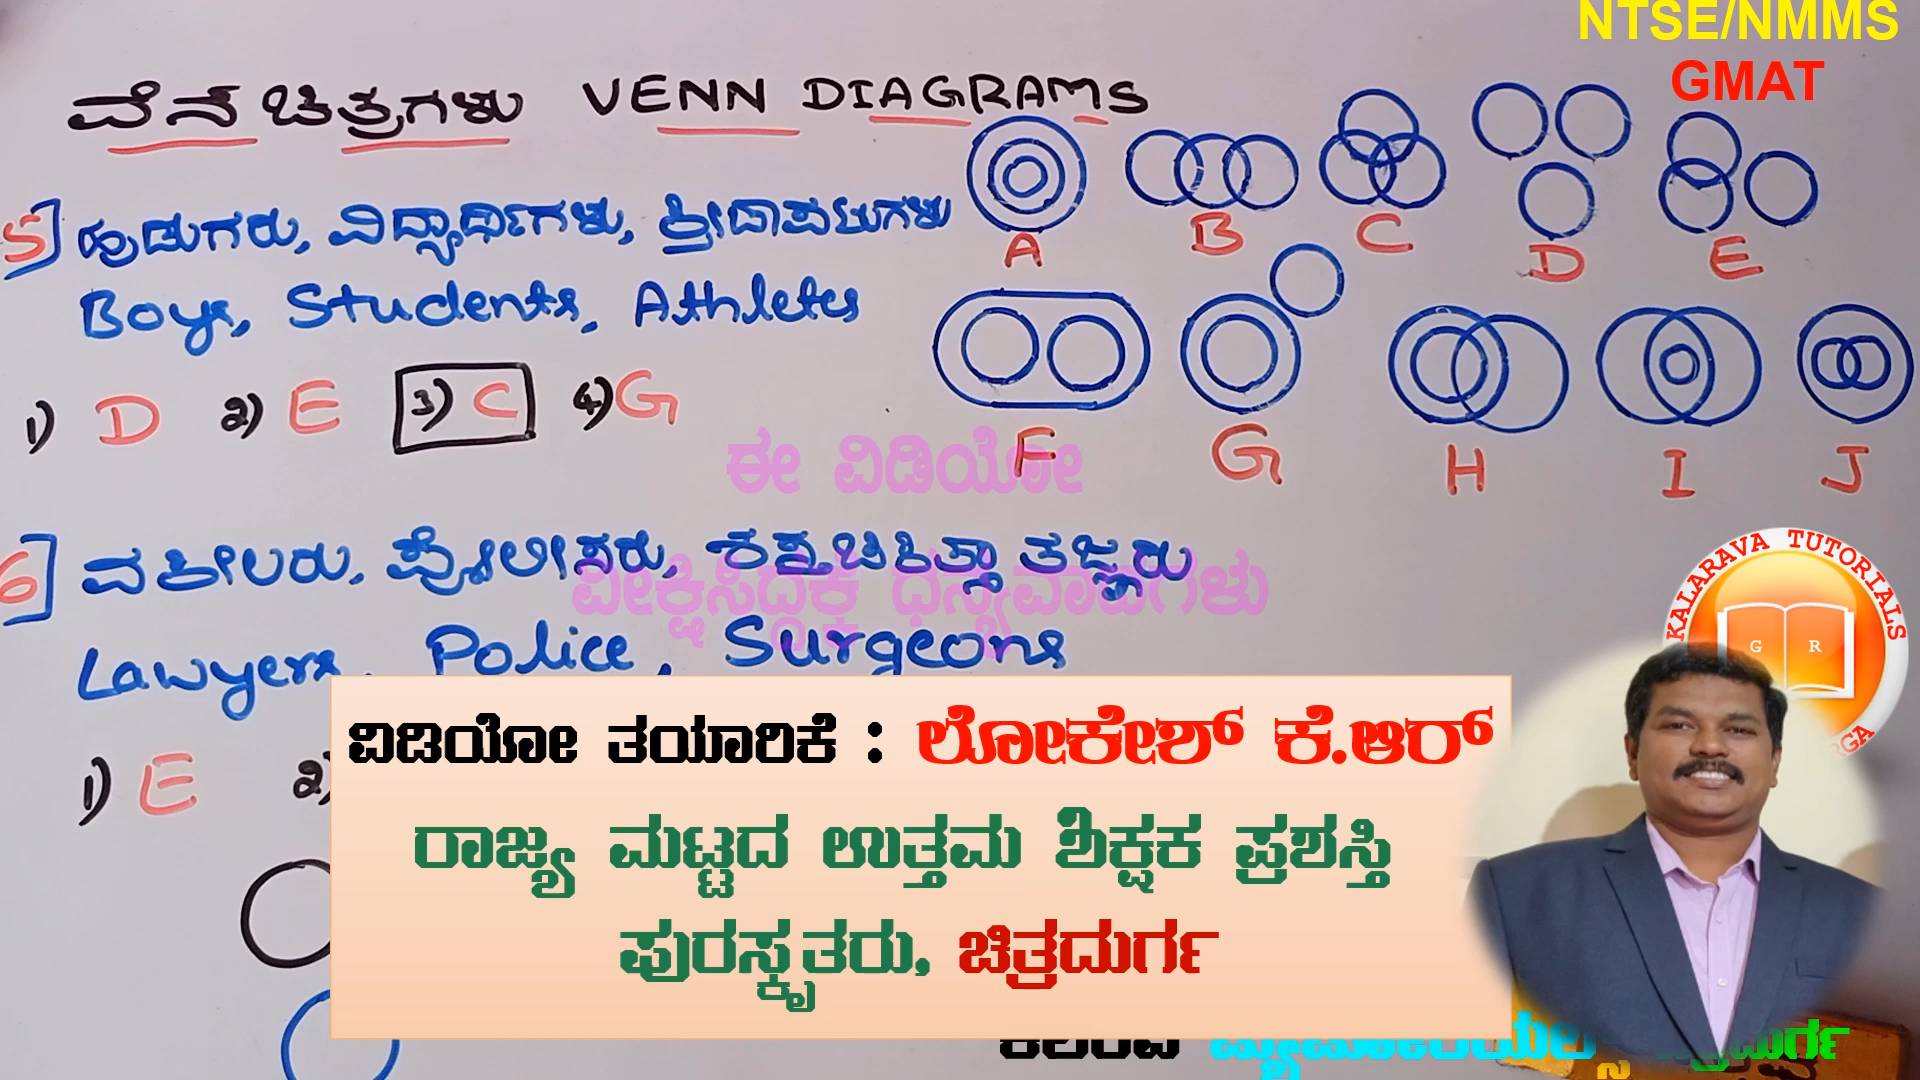 NTSE/NMMS
GMAT
ವೆನ್ ಚಿತ್ರಗಳು VENN DIAGRAMS
5] ಹುಡುಗರು, ವಿದ್ಯಾರ್ಥಿಗಳು, ಕ್ರೀಡಾಪಟುಗಳು
Boys, Students, Athletes
1) D 2) E 3) C 4) G
A B C D E
F G H I J
ಈ ವಿಡಿಯೋ
ವೀಕ್ಷಿಸಿದ್ದಕ್ಕೆ ಧನ್ಯವಾದಗಳು
6] ವಕೀಲರು, ಪೋಲೀಸರು, ಶಸ್ತ್ರಚಿಕಿತ್ಸಾ ತಜ್ಞರು
Lawyers, Police, Surgeons
1) E 2)
KALARAVA TUTORIALS
G R
ವಿಡಿಯೋ ತಯಾರಿಕೆ : ಲೋಕೇಶ್ ಕೆ.ಆರ್
ರಾಜ್ಯ ಮಟ್ಟದ ಉತ್ತಮ ಶಿಕ್ಷಕ ಪ್ರಶಸ್ತಿ
ಪುರಸ್ಕೃತರು, ಚಿತ್ರದುರ್ಗ